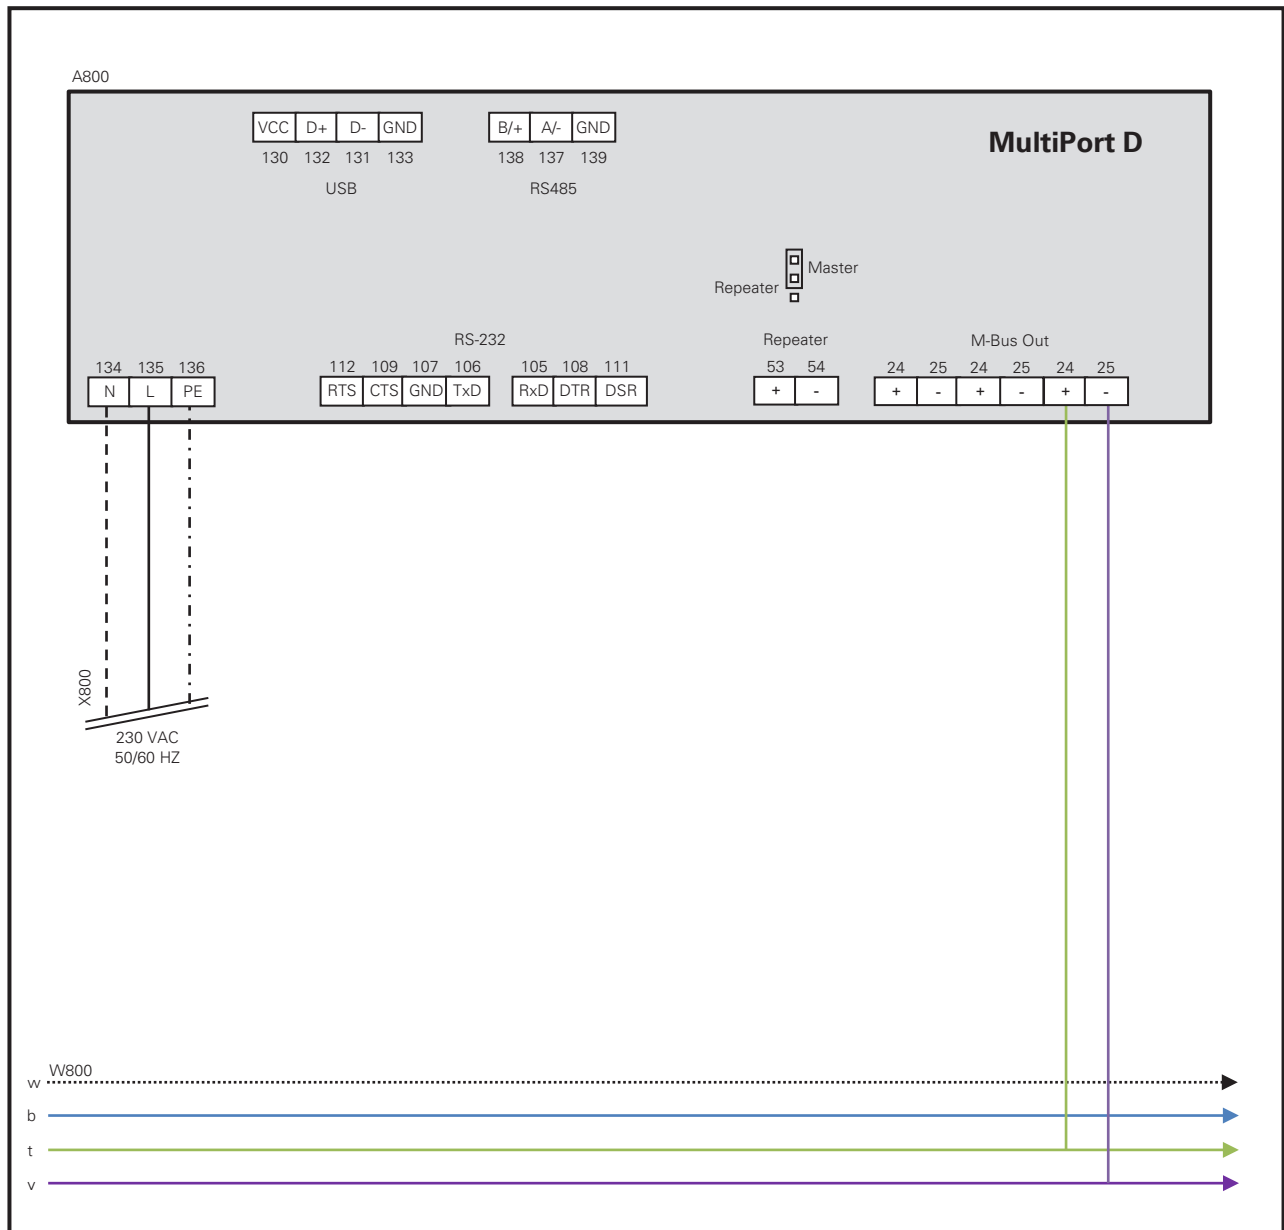 A800
VCC D+ D- GND
B/+ A/- GND
MultiPort D
130 132 131 133
138 137 139
USB
RS485
Master
Repeater
RS-232
Repeater
M-Bus Out
134 135 136
112 109 107 106
105 108 111
53 54
24 25 24 25 24 25
N L PE
RTS CTS GND TxD
RxD DTR DSR
+ -
+ - + - + -
X800
230 VAC
50/60 HZ
W800
w
b
t
v